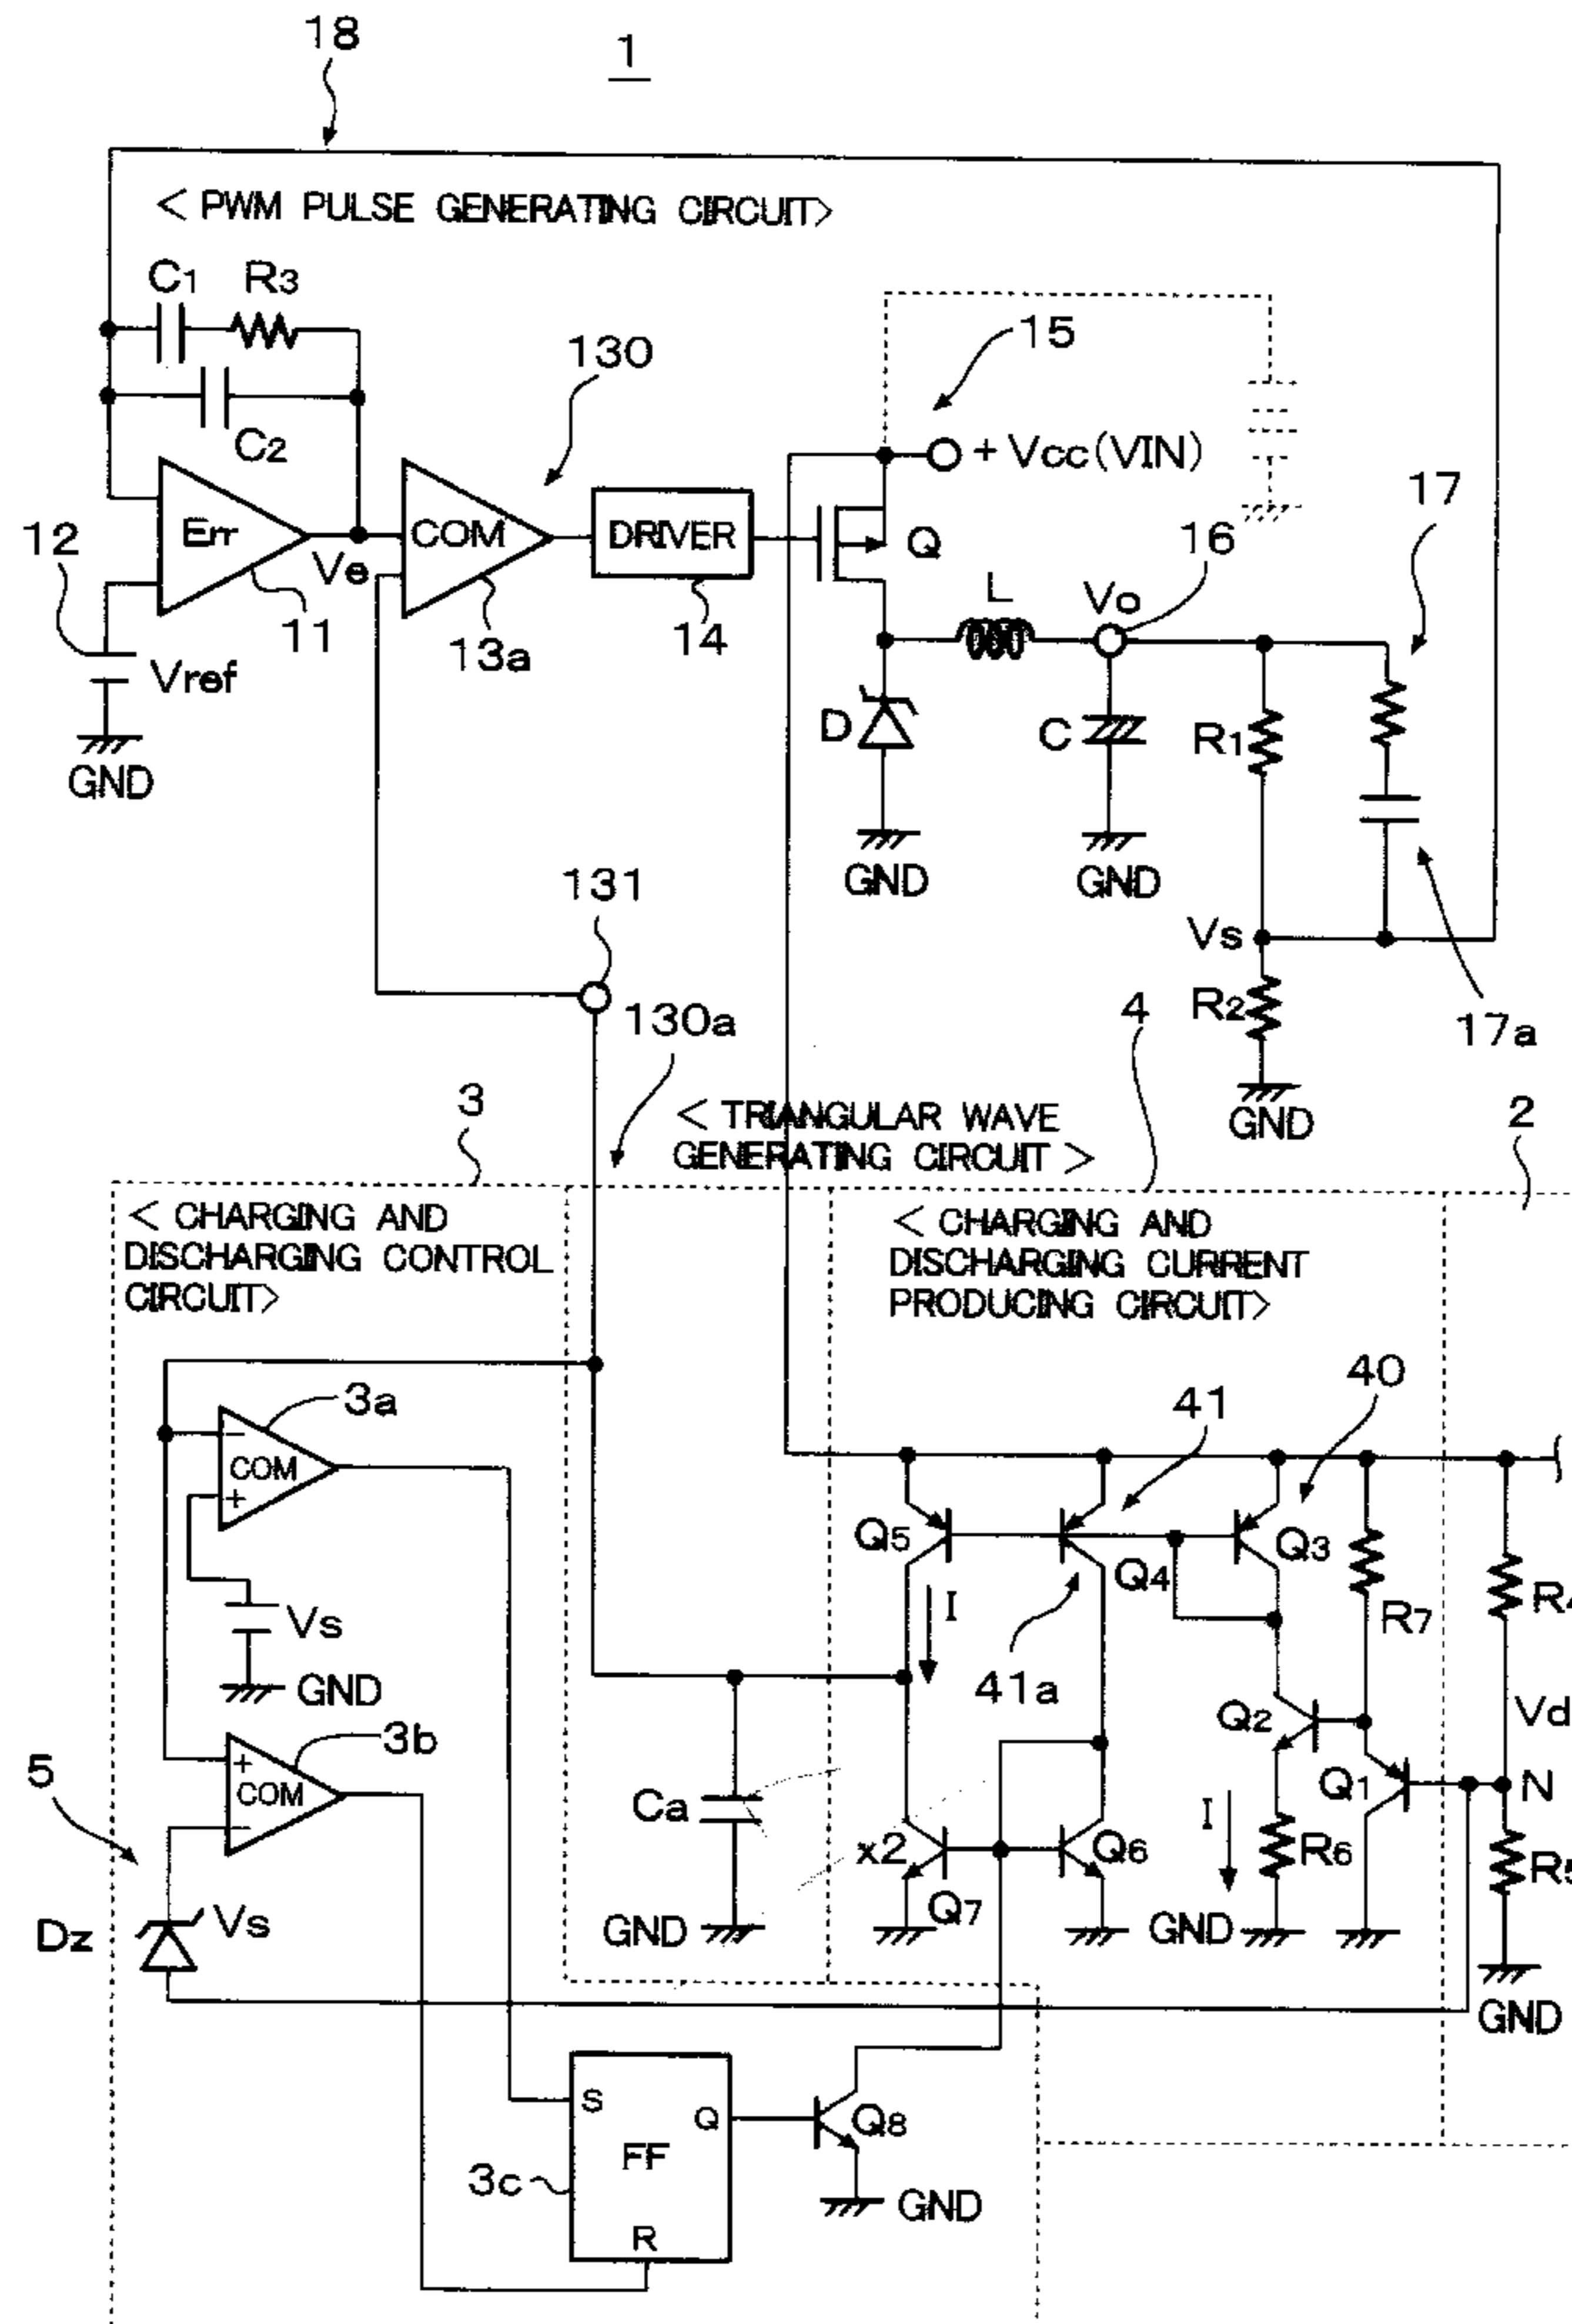 18
1
< PWM PULSE GENERATING CIRCUIT>
C1 R3
130
15
C2
+ Vcc(VIN)
17
12
Err
COM
DRIVER
Q
16
Ve
L
Vo
11
13a
14
Vref
D
C
R1
GND
131
GND
GND
Vs
130a
4
R2
17a
3
< TRIANGULAR WAVE
GENERATING CIRCUIT >
GND
2
< CHARGING AND
DISCHARGING CONTROL
CIRCUIT>
< CHARGING AND
DISCHARGING CURRENT
PRODUCING CIRCUIT>
3a
41
40
−
COM
+
Q5
Q4
Q3
Vs
I
R7
GND
41a
Q2
Vd
3b
5
+
COM
−
Ca
Q1
N
x2
Q6
I
R6
Dz
Vs
Q7
GND
GND
GND
S
Q
Q8
FF
3c
GND
R